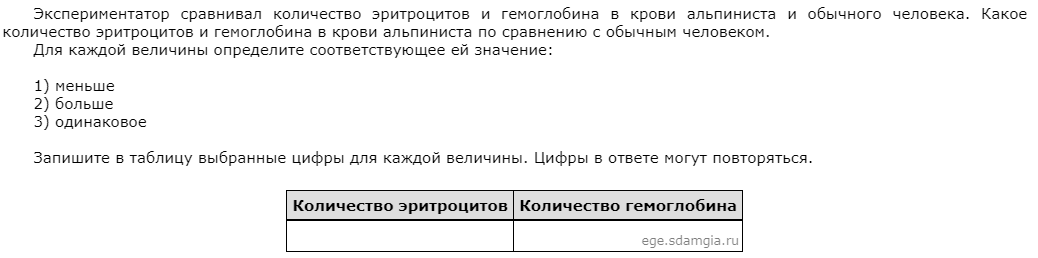 Экспериментатор сравнивал количество эритроцитов и гемоглобина в крови альпиниста и обычного человека. Какое
количество эритроцитов и гемоглобина в крови альпиниста по сравнению с обычным человеком.
Для каждой величины определите соответствующее ей значение:
1) меньше
2) больше
3) одинаковое
Запишите в таблицу выбранные цифры для каждой величины. Цифры в ответе могут повторяться.
Количество эритроцитов Количество гемоглобина
ege.sdamgia.ru